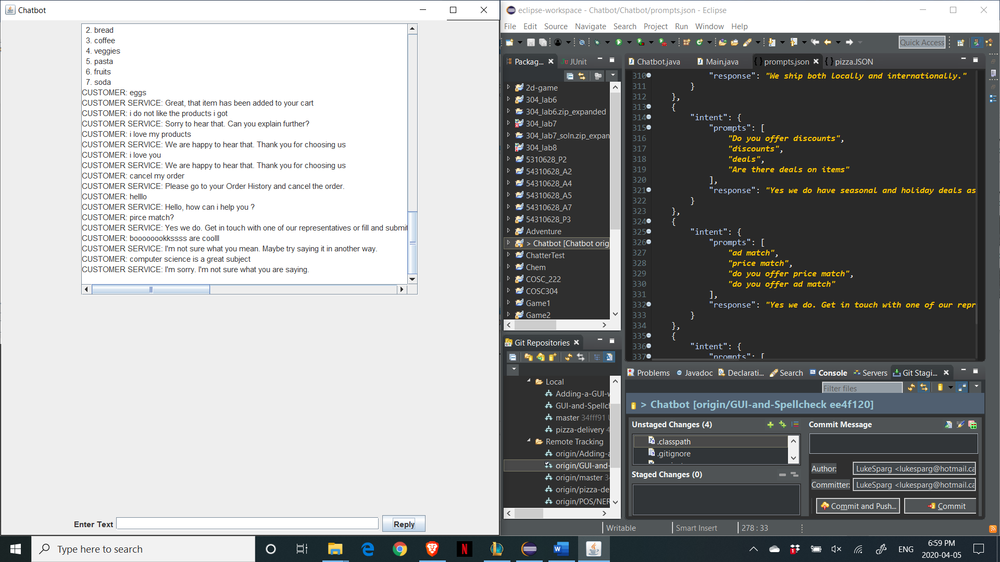 Chatbot
2. bread
3. coffee
4. veggies
5. pasta
6. fruits
7. soda
CUSTOMER: eggs
CUSTOMER SERVICE: Great, that item has been added to your cart
CUSTOMER: i do not like the products i got
CUSTOMER SERVICE: Sorry to hear that. Can you explain further?
CUSTOMER: i love my products
CUSTOMER SERVICE: We are happy to hear that. Thank you for choosing us
CUSTOMER: i love you
CUSTOMER SERVICE: We are happy to hear that. Thank you for choosing us
CUSTOMER: cancel my order
CUSTOMER SERVICE: Please go to your Order History and cancel the order.
CUSTOMER: helllo
CUSTOMER SERVICE: Hello, how can i help you ?
CUSTOMER: pirce match?
CUSTOMER SERVICE: Yes we do. Get in touch with one of our representatives or fill and submit
CUSTOMER: boooooookssss are coolll
CUSTOMER SERVICE: I'm not sure what you mean. Maybe try saying it in another way.
CUSTOMER: computer science is a great subject
CUSTOMER SERVICE: I'm sorry. I'm not sure what you are saying.
Enter Text
Reply
eclipse-workspace - Chatbot/Chatbot/prompts.json - Eclipse
File Edit Source Navigate Search Project Run Window Help
Quick Access
Packag... JUnit
2d-game
304_lab6
304_lab6.zip_expanded
304_lab7
304_lab7_soln.zip_expan
304_lab8
5310628_P2
54310628_A2
54310628_A4
54310628_A5
54310628_A7
54310628_P3
Adventure
> Chatbot [Chatbot orig
ChatterTest
Chem
COSC_222
COSC304
Game1
Game2
Git Repositories
Local
Adding-a-GUI-w
GUI-and-Spellch
master 34fff91 U
pizza-delivery 4
Remote Tracking
origin/Adding-a
origin/GUI-and-
origin/master 34
origin/pizza-de
origin/POS/NER
Chatbot.java Main.java prompts.json pizza.JSON
310 "response": "We ship both locally and internationally."
311 }
312 },
313 {
314 "intent": {
315 "prompts": [
316 "Do you offer discounts",
317 "discounts",
318 "deals",
319 "Are there deals on items"
320 ],
321 "response": "Yes we do have seasonal and holiday deals as
322 }
323 },
324 {
325 "intent": {
326 "prompts": [
327 "ad match",
328 "price match",
329 "do you offer price match",
330 "do you offer ad match"
331 ],
332 "response": "Yes we do. Get in touch with one of our repr
333 }
334 },
335 {
336 "intent": {
337 "prompts": [
Problems Javadoc Declarati... Search Console Servers Git Stagi...
Filter files
> Chatbot [origin/GUI-and-Spellcheck ee4f120]
Unstaged Changes (4)
.classpath
.gitignore
Staged Changes (0)
Commit Message
Author: LukeSparg <lukesparg@hotmail.ca
Committer: LukeSparg <lukesparg@hotmail.ca
Commit and Push... Commit
Writable Smart Insert 278 : 33
Type here to search
ENG
6:59 PM
2020-04-05